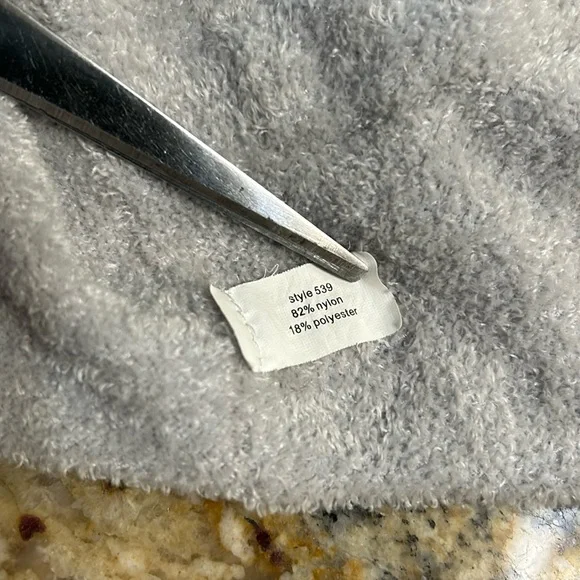 style 539
82% nylon
18% polyester